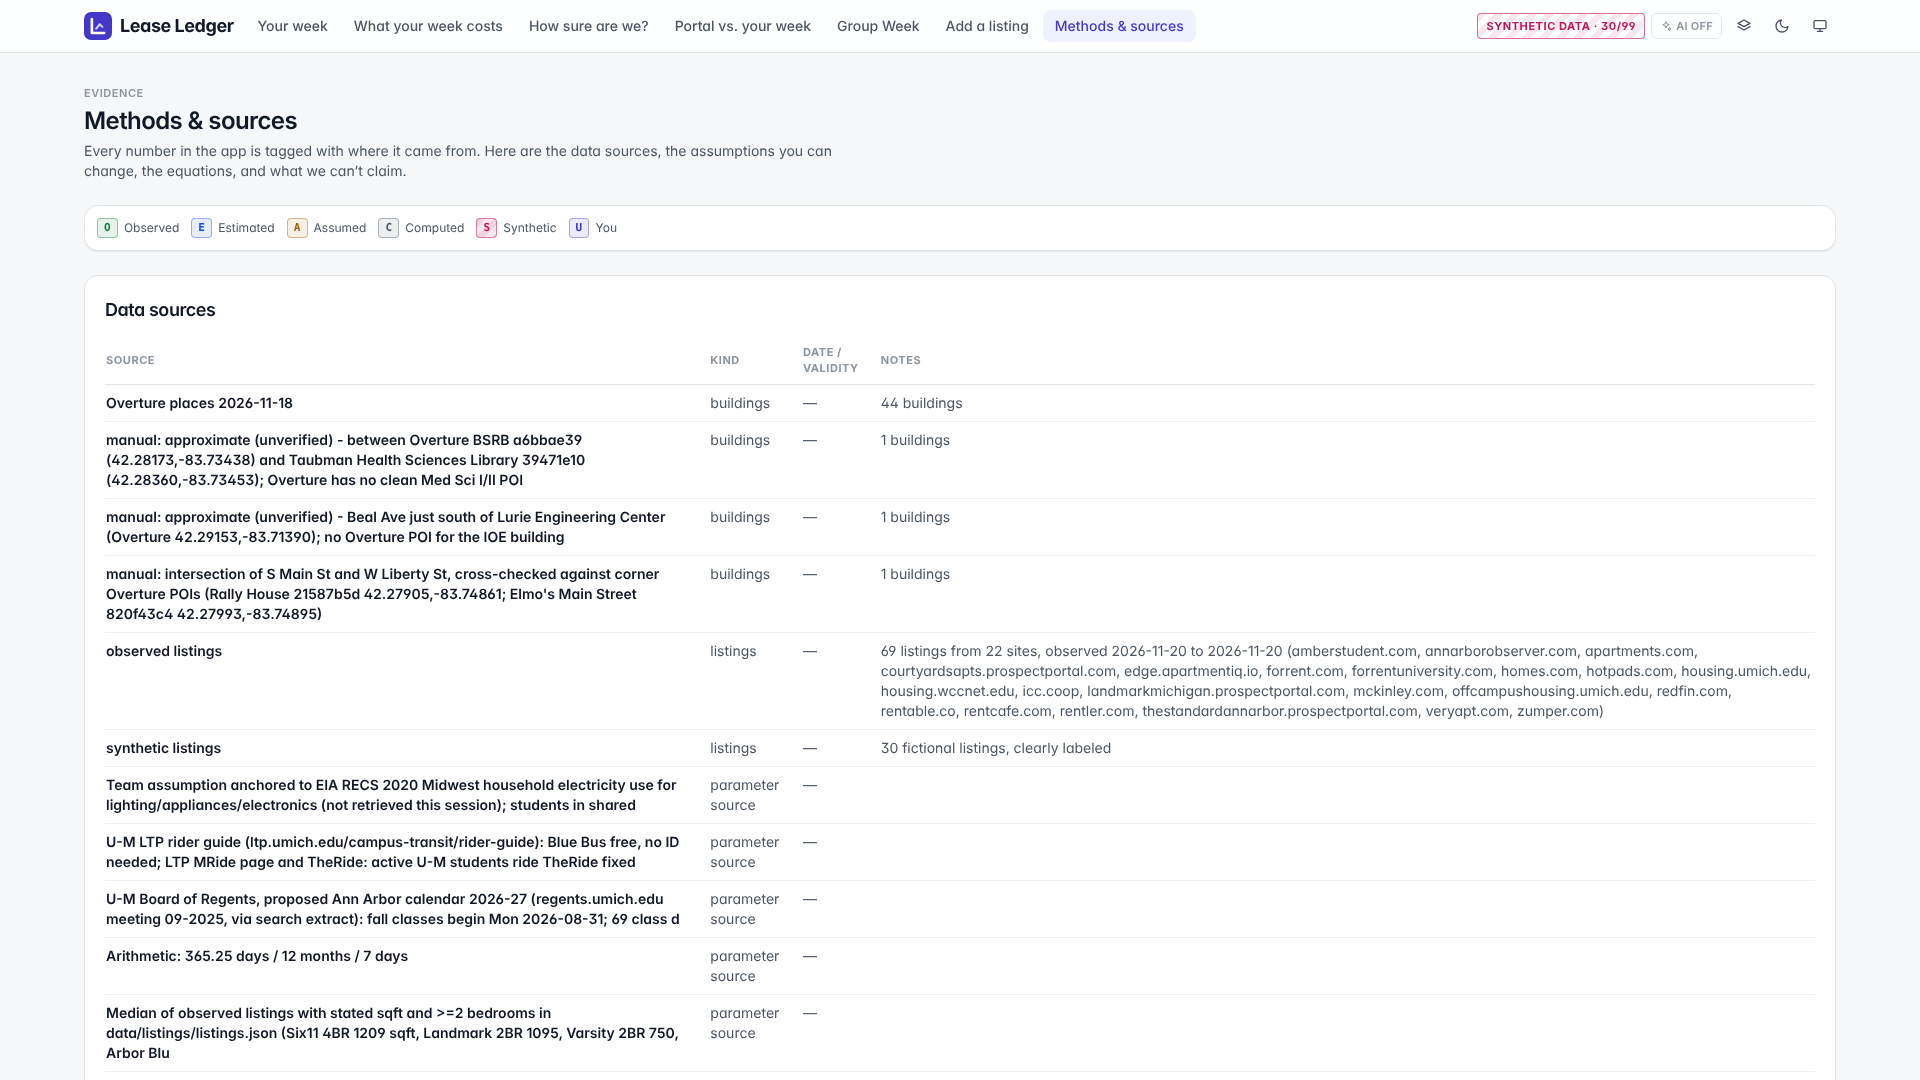 Lease Ledger
Your week
What your week costs
How sure are we?
Portal vs. your week
Group Week
Add a listing
Methods & sources
SYNTHETIC DATA · 30/99
AI OFF
EVIDENCE
Methods & sources
Every number in the app is tagged with where it came from. Here are the data sources, the assumptions you can
change, the equations, and what we can't claim.
O Observed
E Estimated
A Assumed
C Computed
S Synthetic
U You
Data sources
SOURCE
KIND
DATE /
VALIDITY
NOTES
Overture places 2026-11-18
buildings
—
44 buildings
manual: approximate (unverified) - between Overture BSRB a6bbae39
(42.28173,-83.73438) and Taubman Health Sciences Library 39471e10
(42.28360,-83.73453); Overture has no clean Med Sci I/II POI
buildings
—
1 buildings
manual: approximate (unverified) - Beal Ave just south of Lurie Engineering Center
(Overture 42.29153,-83.71390); no Overture POI for the IOE building
buildings
—
1 buildings
manual: intersection of S Main St and W Liberty St, cross-checked against corner
Overture POIs (Rally House 21587b5d 42.27905,-83.74861; Elmo's Main Street
820f43c4 42.27993,-83.74895)
buildings
—
1 buildings
observed listings
listings
—
69 listings from 22 sites, observed 2026-11-20 to 2026-11-20 (amberstudent.com, annarborobserver.com, apartments.com,
courtyardsapts.prospectportal.com, edge.apartmentiq.io, forrent.com, forrentuniversity.com, homes.com, hotpads.com, housing.umich.edu,
housing.wccnet.edu, icc.coop, landmarkmichigan.prospectportal.com, mckinley.com, offcampushousing.umich.edu, redfin.com,
rentable.co, rentcafe.com, rentler.com, thestandardannarbor.prospectportal.com, veryapt.com, zumper.com)
synthetic listings
listings
—
30 fictional listings, clearly labeled
Team assumption anchored to EIA RECS 2020 Midwest household electricity use for
lighting/appliances/electronics (not retrieved this session); students in shared
parameter
source
—
U-M LTP rider guide (ltp.umich.edu/campus-transit/rider-guide): Blue Bus free, no ID
needed; LTP MRide page and TheRide: active U-M students ride TheRide fixed
parameter
source
—
U-M Board of Regents, proposed Ann Arbor calendar 2026-27 (regents.umich.edu
meeting 09-2025, via search extract): fall classes begin Mon 2026-08-31; 69 class d
parameter
source
—
Arithmetic: 365.25 days / 12 months / 7 days
parameter
source
—
Median of observed listings with stated sqft and >=2 bedrooms in
data/listings/listings.json (Six11 4BR 1209 sqft, Landmark 2BR 1095, Varsity 2BR 750,
Arbor Blu
parameter
source
—